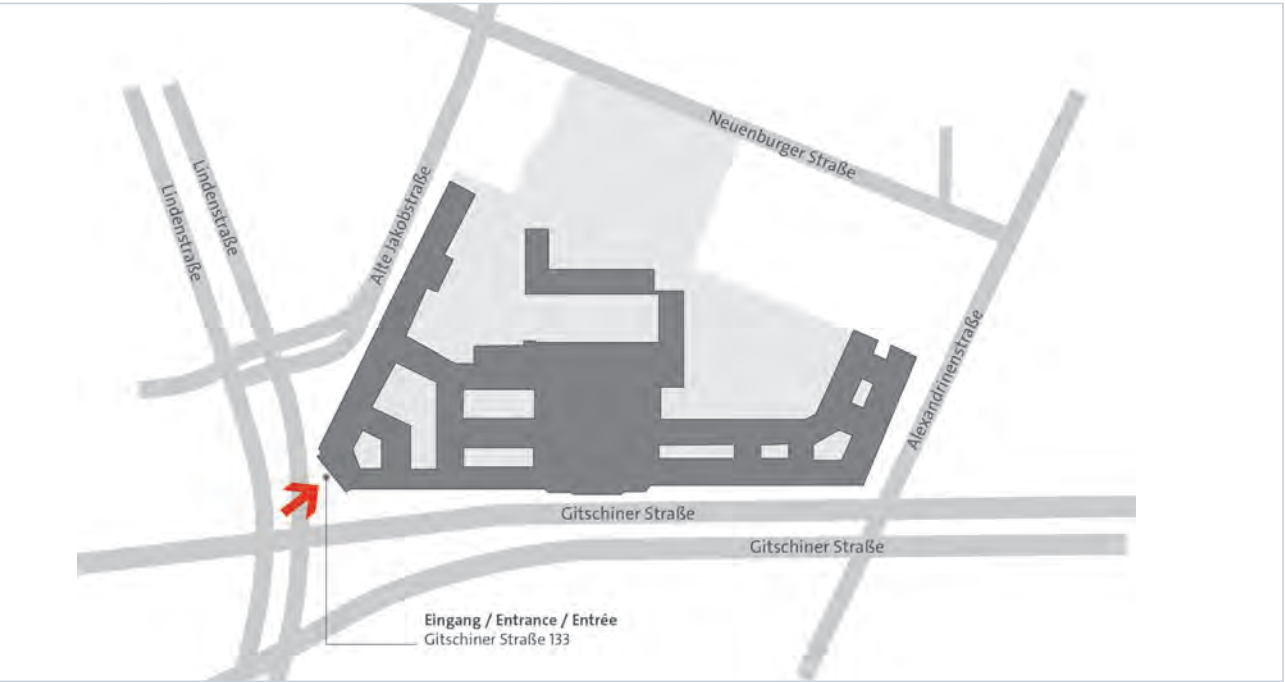 Neuenburger Straße
Lindenstraße
Lindenstraße
Alte Jakobstraße
Alexandrinenstraße
Gitschiner Straße
Gitschiner Straße
Eingang / Entrance / Entrée
Gitschiner Straße 133